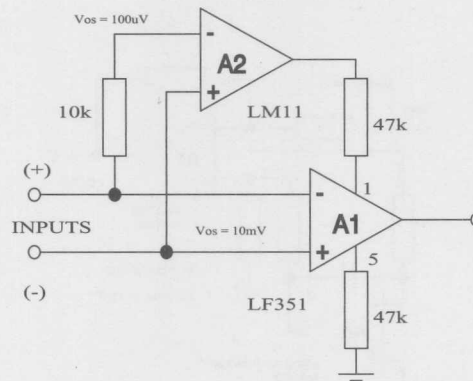 Vos = 100uV
-
A2
+
10k
LM11
47k
(+)
1
-
INPUTS
A1
Vos = 10mV
+
5
(-)
LF351
47k